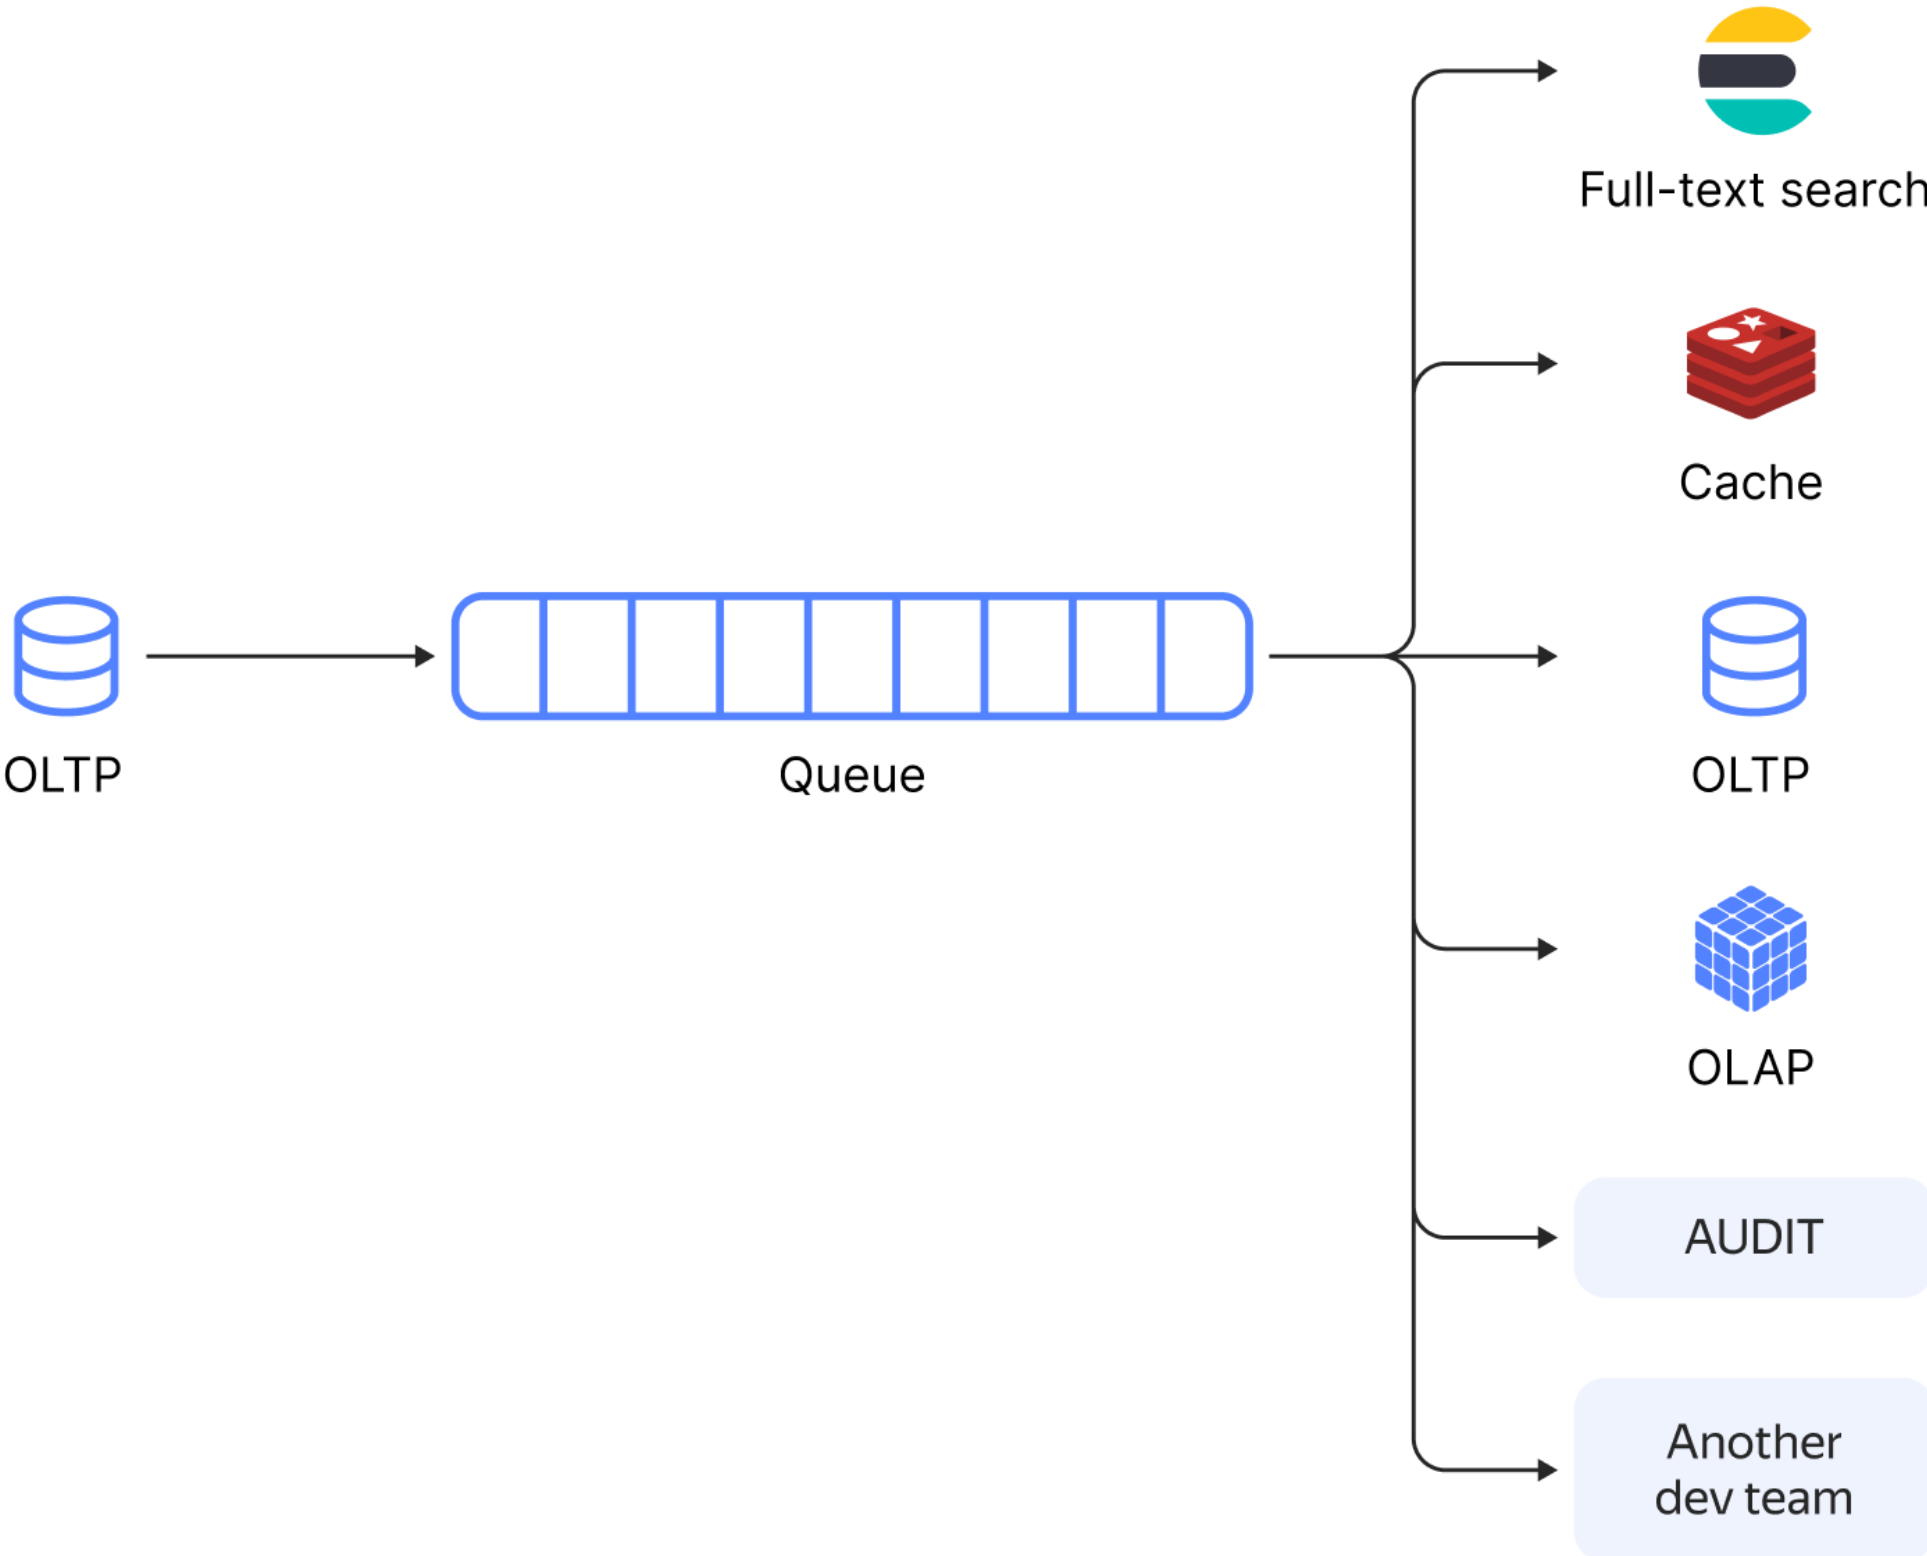 Full-text search
Cache
OLTP
Queue
OLTP
OLAP
AUDIT
Another
dev team